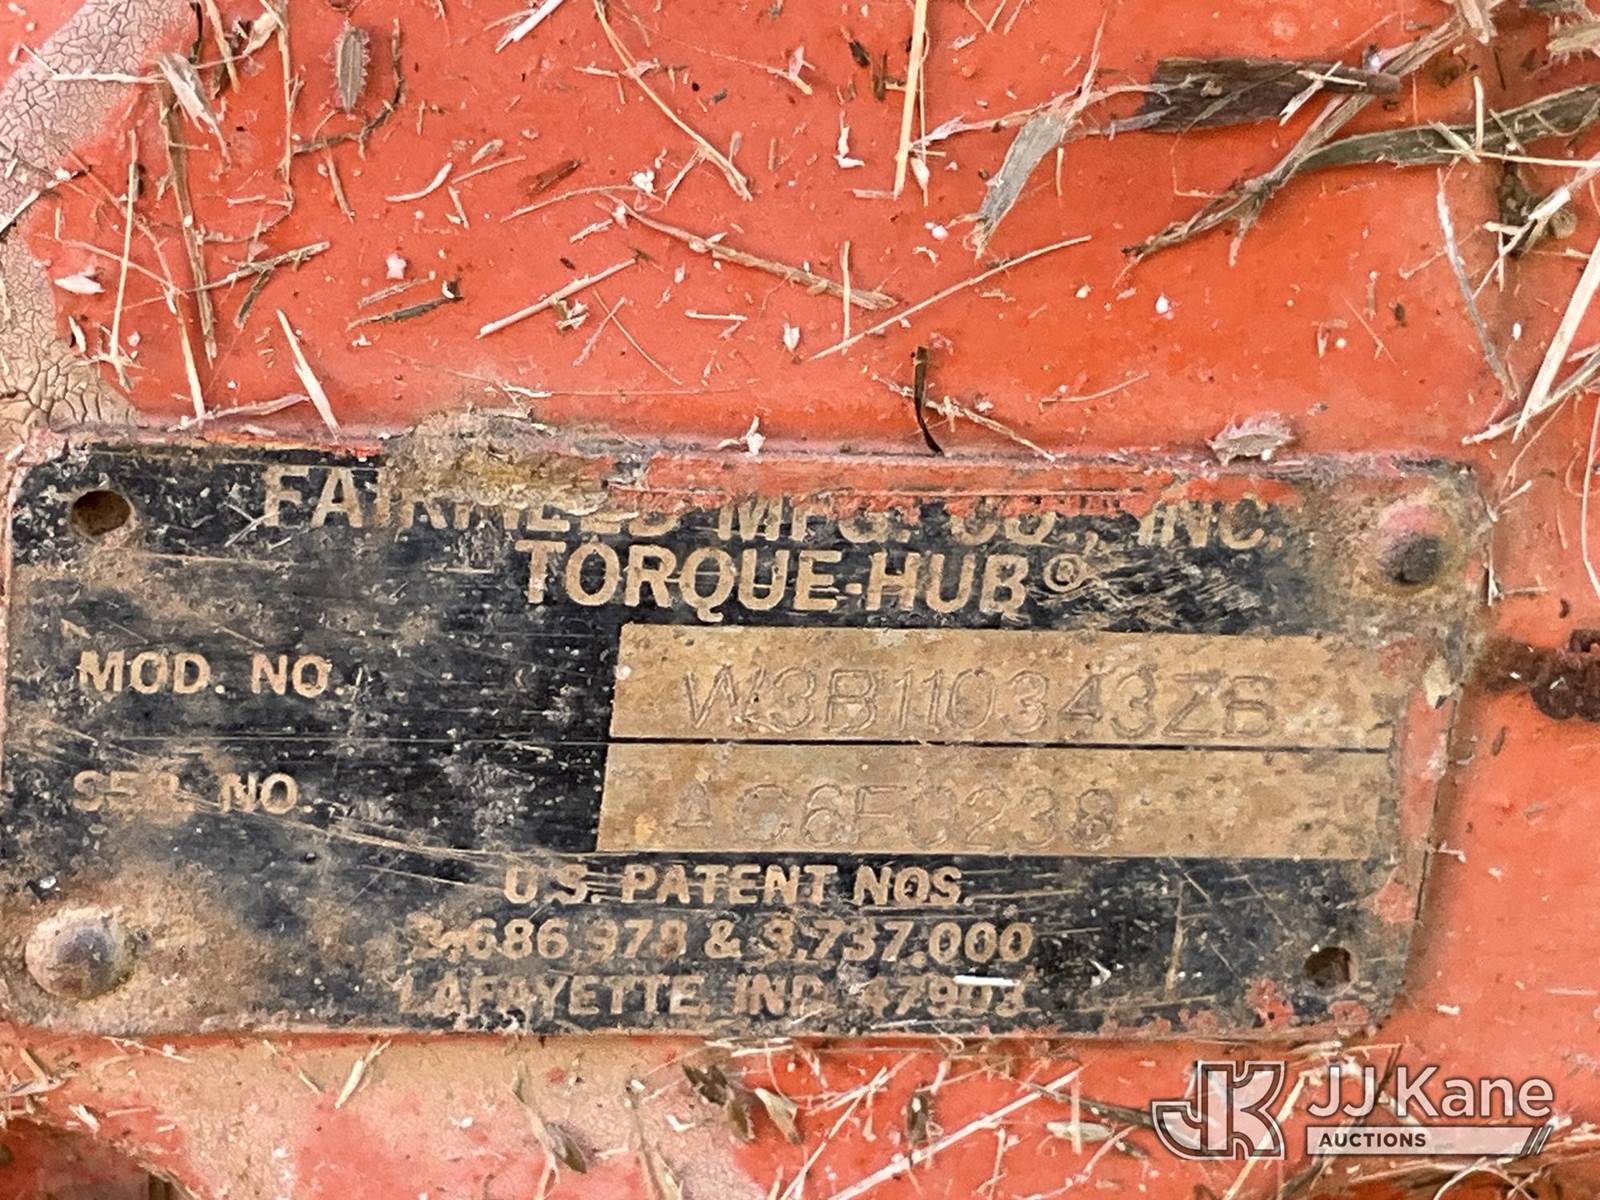 FAIRFIELD MFG. CO., INC.
TORQUE-HUB®
MOD. NO. W3B110343ZB
SER. NO. AC6F0238
U.S. PATENT NOS.
3,686,978 & 3,737,000
LAFAYETTE, IND. 47903
JK JJ Kane
AUCTIONS